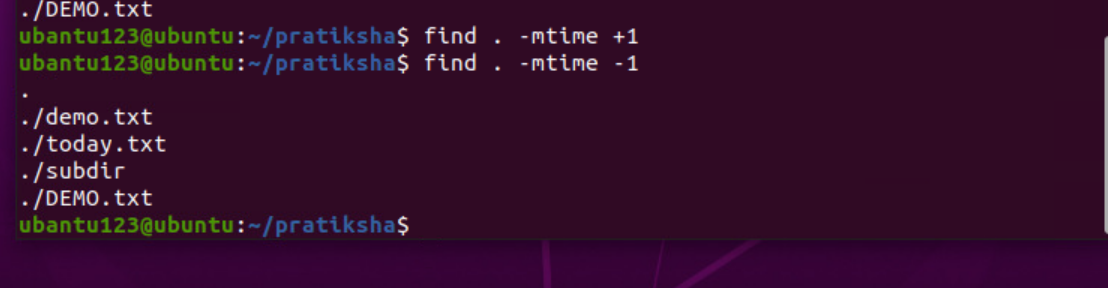 ./DEMO.txt
ubantu123@ubuntu:~/pratiksha$ find . -mtime +1
ubantu123@ubuntu:~/pratiksha$ find . -mtime -1
.
./demo.txt
./today.txt
./subdir
./DEMO.txt
ubantu123@ubuntu:~/pratiksha$